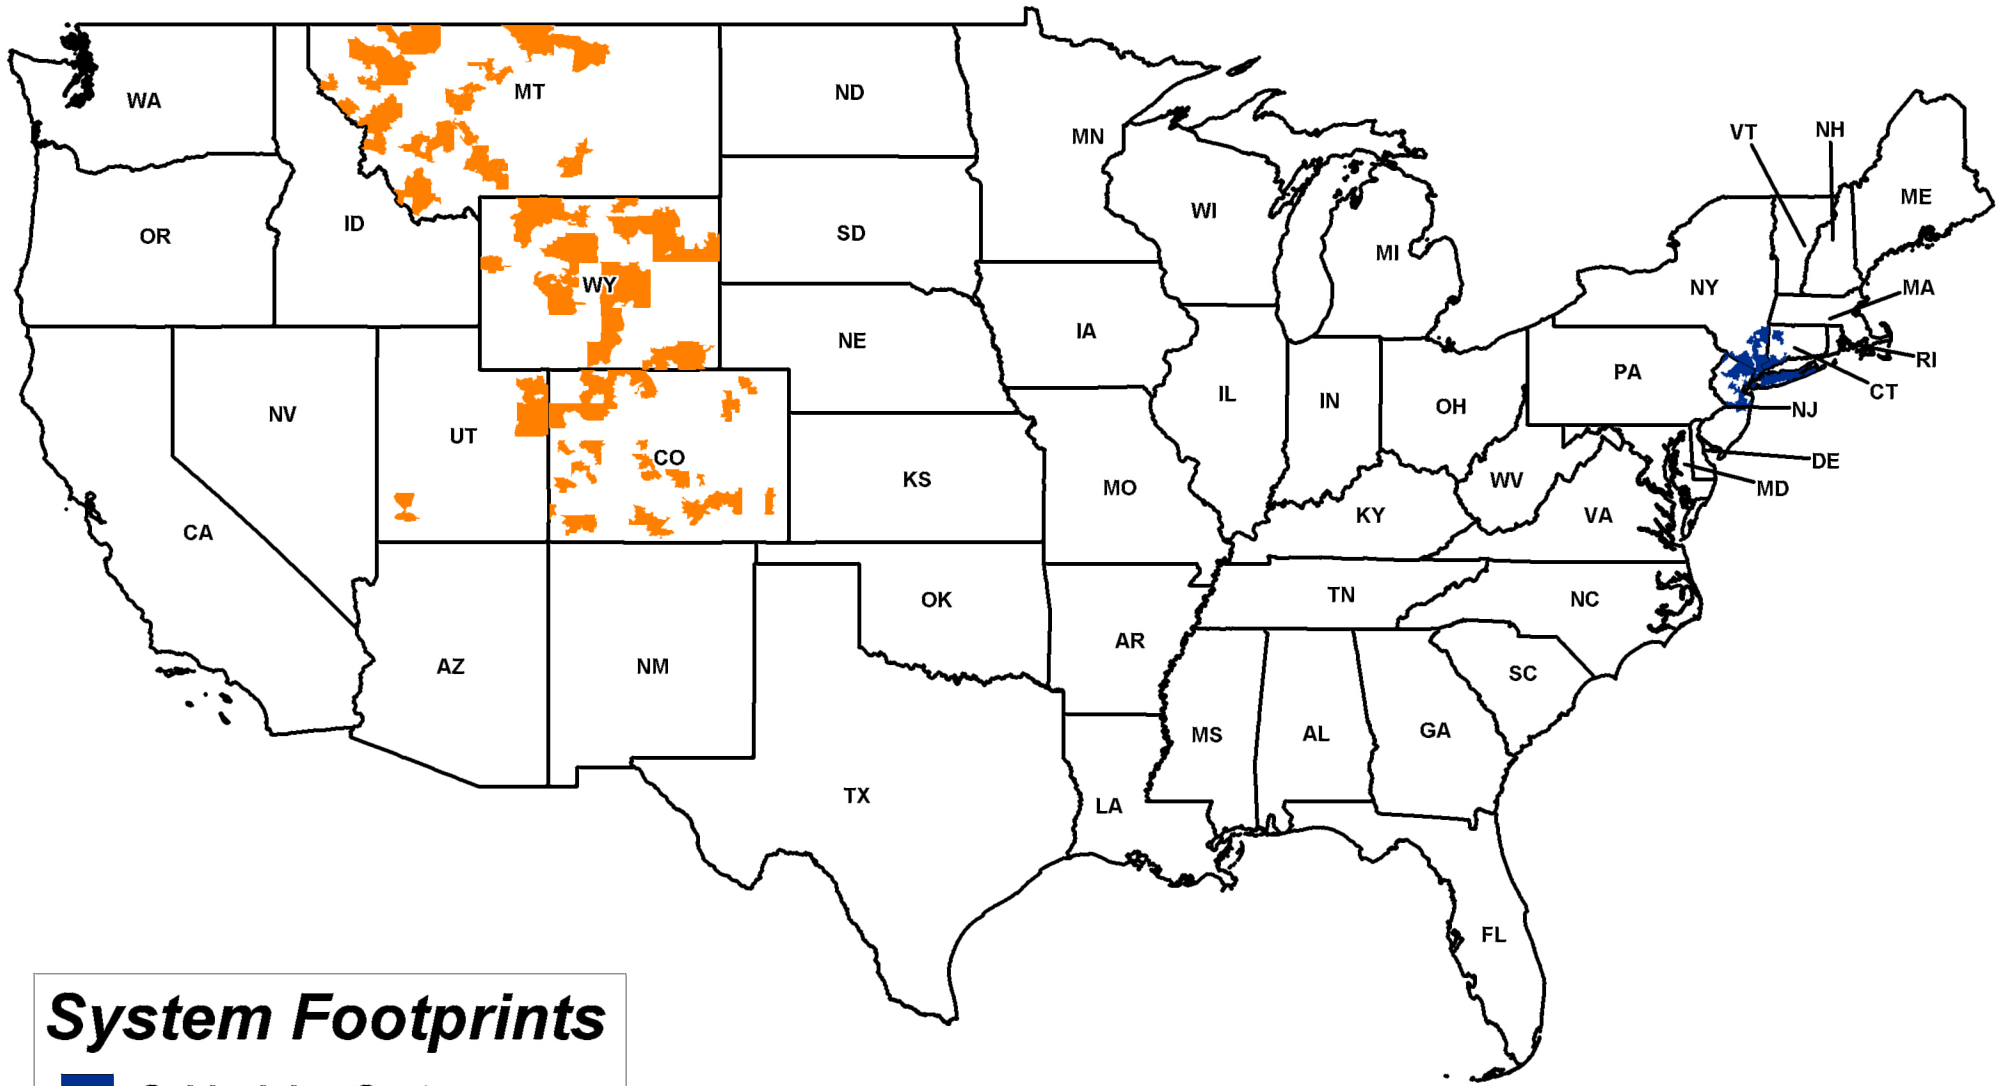 WA
MT
ND
MN
VT
NH
ME
OR
ID
SD
WI
MI
WY
NY
MA
NE
IA
RI
PA
CT
NV
UT
CO
IL
IN
OH
NJ
KS
MO
WV
DE
MD
CA
KY
VA
OK
TN
NC
AZ
NM
AR
SC
MS
AL
GA
TX
LA
FL
System Footprints